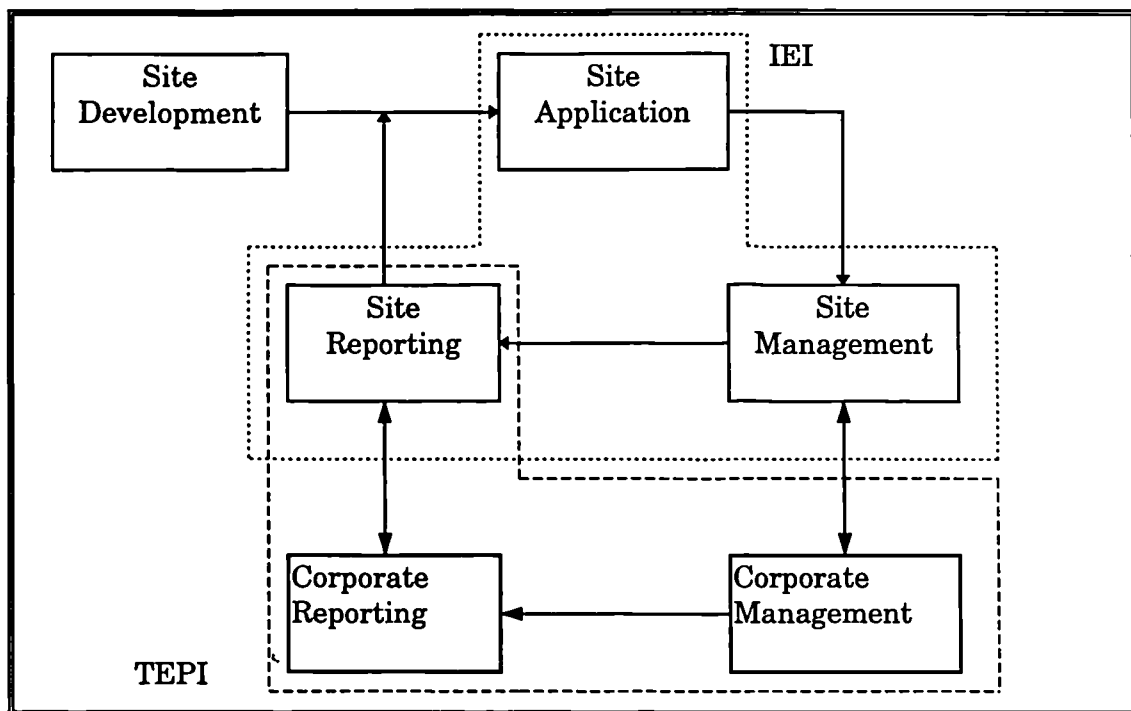 Site
Development
Site
Application
IEI
Site
Reporting
Site
Management
Corporate
Reporting
Corporate
Management
TEPI